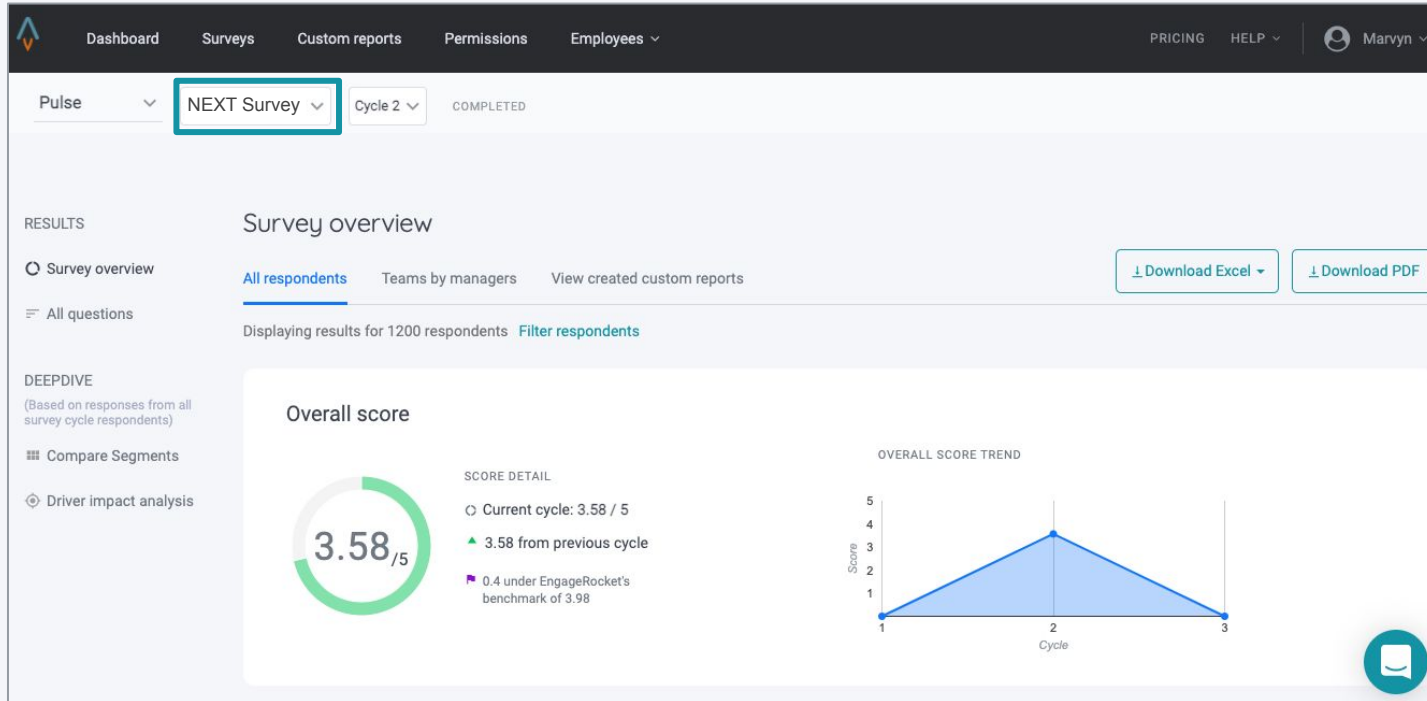 Dashboard Surveys Custom reports Permissions Employees PRICING HELP Marvyn
Pulse NEXT Survey Cycle 2 COMPLETED
RESULTS
Survey overview
All questions
DEEPDIVE
(Based on responses from all
survey cycle respondents)
Compare Segments
Driver impact analysis
Survey overview
All respondents Teams by managers View created custom reports
Download Excel Download PDF
Displaying results for 1200 respondents Filter respondents
Overall score
3.58/5
SCORE DETAIL
Current cycle: 3.58 / 5
3.58 from previous cycle
0.4 under EngageRocket's
benchmark of 3.98
OVERALL SCORE TREND
5
4
3
2
1
Score
1 2 3
Cycle